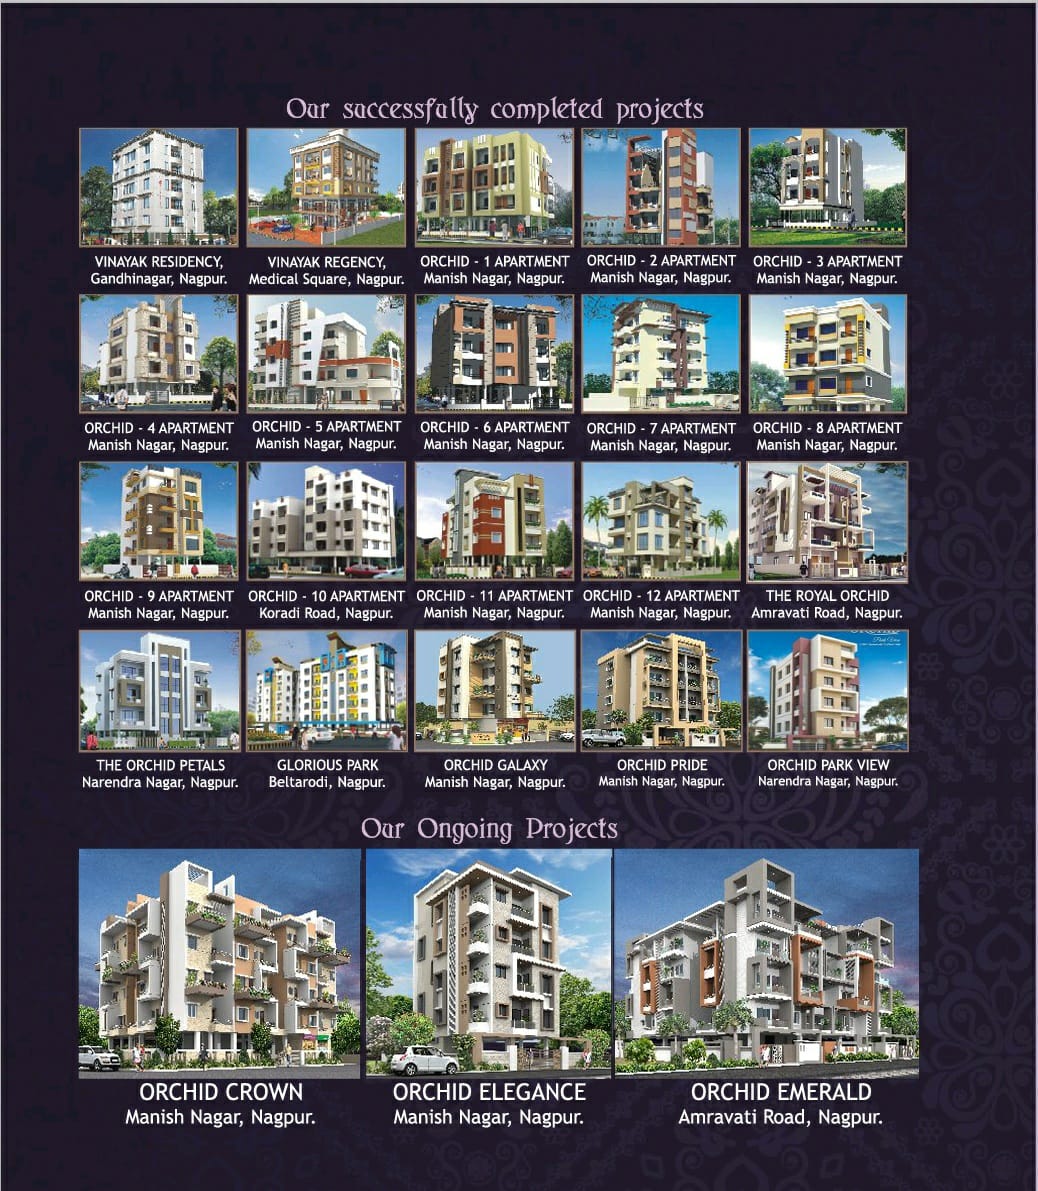 Our successfully completed projects
VINAYAK RESIDENCY,
Gandhinagar, Nagpur.
VINAYAK REGENCY,
Medical Square, Nagpur.
ORCHID - 1 APARTMENT
Manish Nagar, Nagpur.
ORCHID - 2 APARTMENT
Manish Nagar, Nagpur.
ORCHID - 3 APARTMENT
Manish Nagar, Nagpur.
ORCHID - 4 APARTMENT
Manish Nagar, Nagpur.
ORCHID - 5 APARTMENT
Manish Nagar, Nagpur.
ORCHID - 6 APARTMENT
Manish Nagar, Nagpur.
ORCHID - 7 APARTMENT
Manish Nagar, Nagpur.
ORCHID - 8 APARTMENT
Manish Nagar, Nagpur.
ORCHID - 9 APARTMENT
Manish Nagar, Nagpur.
ORCHID - 10 APARTMENT
Koradi Road, Nagpur.
ORCHID - 11 APARTMENT
Manish Nagar, Nagpur.
ORCHID - 12 APARTMENT
Manish Nagar, Nagpur.
THE ROYAL ORCHID
Amravati Road, Nagpur.
THE ORCHID PETALS
Narendra Nagar, Nagpur.
GLORIOUS PARK
Beltarodi, Nagpur.
ORCHID GALAXY
Manish Nagar, Nagpur.
ORCHID PRIDE
Manish Nagar, Nagpur.
Park View
ORCHID PARK VIEW
Narendra Nagar, Nagpur.
Our Ongoing Projects
ORCHID CROWN
Manish Nagar, Nagpur.
ORCHID ELEGANCE
Manish Nagar, Nagpur.
ORCHID EMERALD
Amravati Road, Nagpur.